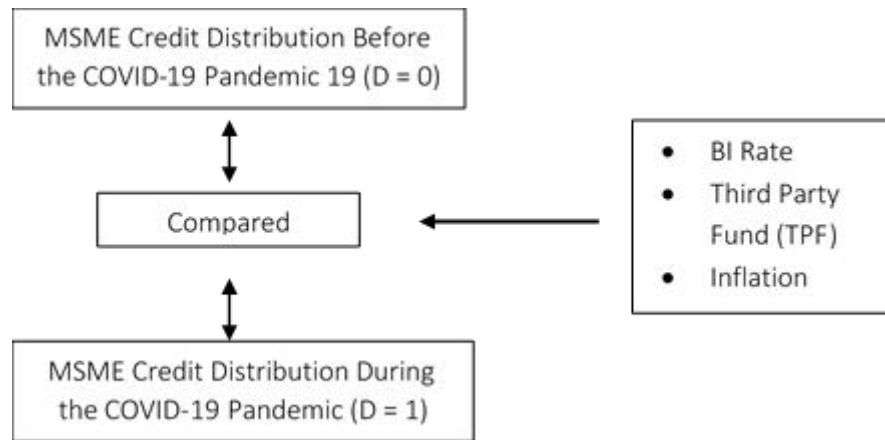 MSME Credit Distribution Before
the COVID-19 Pandemic 19 (D = 0)
Compared
MSME Credit Distribution During
the COVID-19 Pandemic (D = 1)
• BI Rate
• Third Party
Fund (TPF)
• Inflation